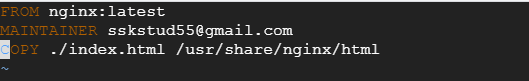 FROM nginx:latest
MAINTAINER sskstud55@gmail.com
COPY ./index.html /usr/share/nginx/html
~